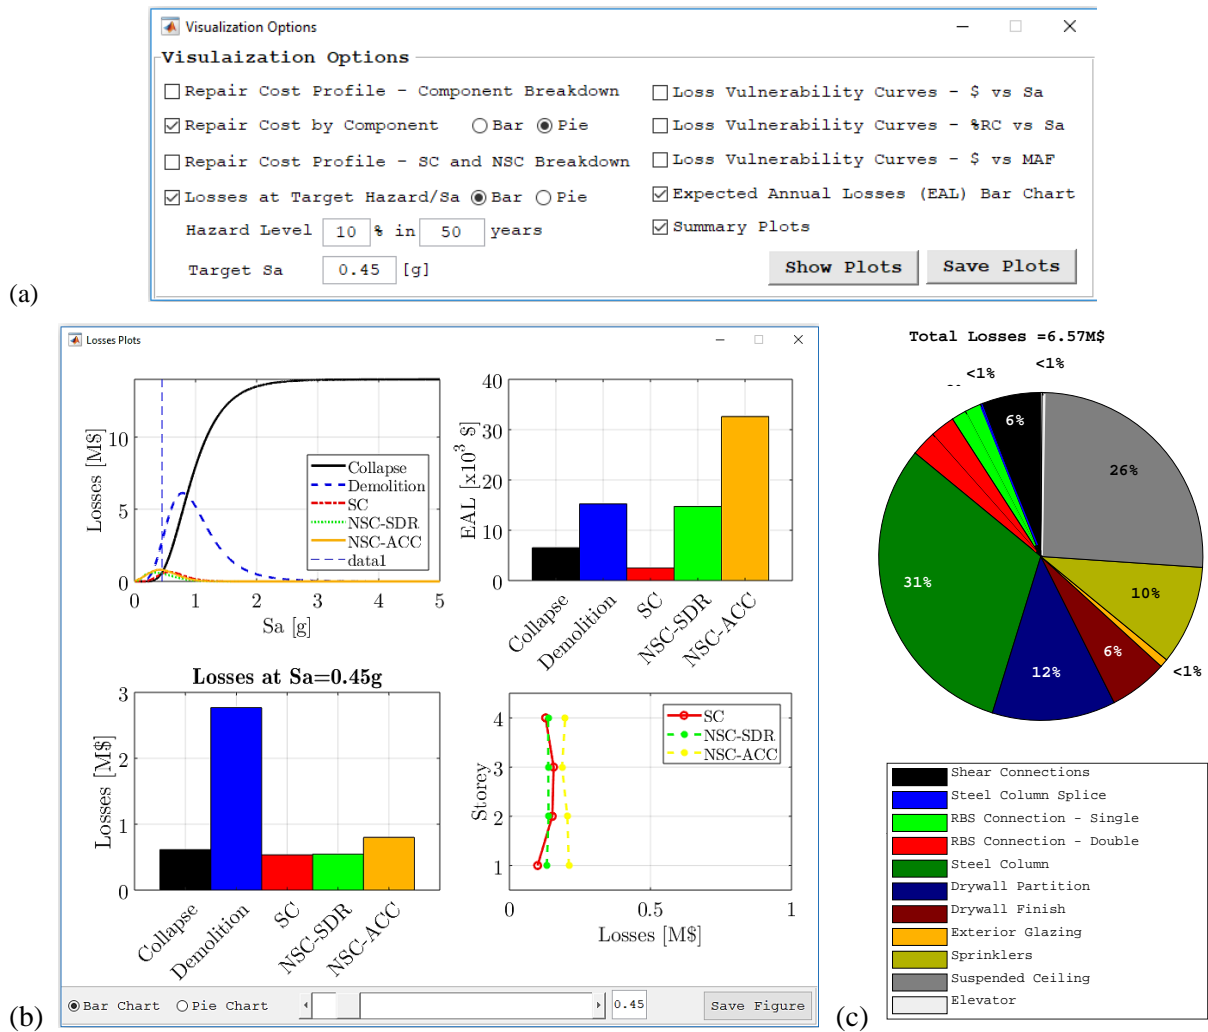 Visualization Options
Visulaization Options
Repair Cost Profile - Component Breakdown
Repair Cost by Component Bar Pie
Repair Cost Profile - SC and NSC Breakdown
Losses at Target Hazard/Sa Bar Pie
Hazard Level 10 % in 50 years
Target Sa 0.45 [g]
Loss Vulnerability Curves - $ vs Sa
Loss Vulnerability Curves - %RC vs Sa
Loss Vulnerability Curves - $ vs MAF
Expected Annual Losses (EAL) Bar Chart
Summary Plots
Show Plots Save Plots
(a)
Losses Plots
Losses [M$]
10
5
0
0 1 2 3 4 5
Sa [g]
Collapse
Demolition
SC
NSC-SDR
NSC-ACC
data1
EAL [x10³ $]
40
30
20
10
0
Collapse
Demolition
SC
NSC-SDR
NSC-ACC
Losses at Sa=0.45g
Losses [M$]
3
2
1
0
Collapse
Demolition
SC
NSC-SDR
NSC-ACC
Storey
4
3
2
1
0 0.5 1
Losses [M$]
SC
NSC-SDR
NSC-ACC
Bar Chart Pie Chart 0.45 Save Figure
(b)
Total Losses =6.57M$
<1%
<1%
6%
26%
10%
<1%
6%
12%
31%
Shear Connections
Steel Column Splice
RBS Connection - Single
RBS Connection - Double
Steel Column
Drywall Partition
Drywall Finish
Exterior Glazing
Sprinklers
Suspended Ceiling
Elevator
(c)